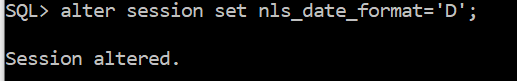 SQL> alter session set nls_date_format='D';
Session altered.